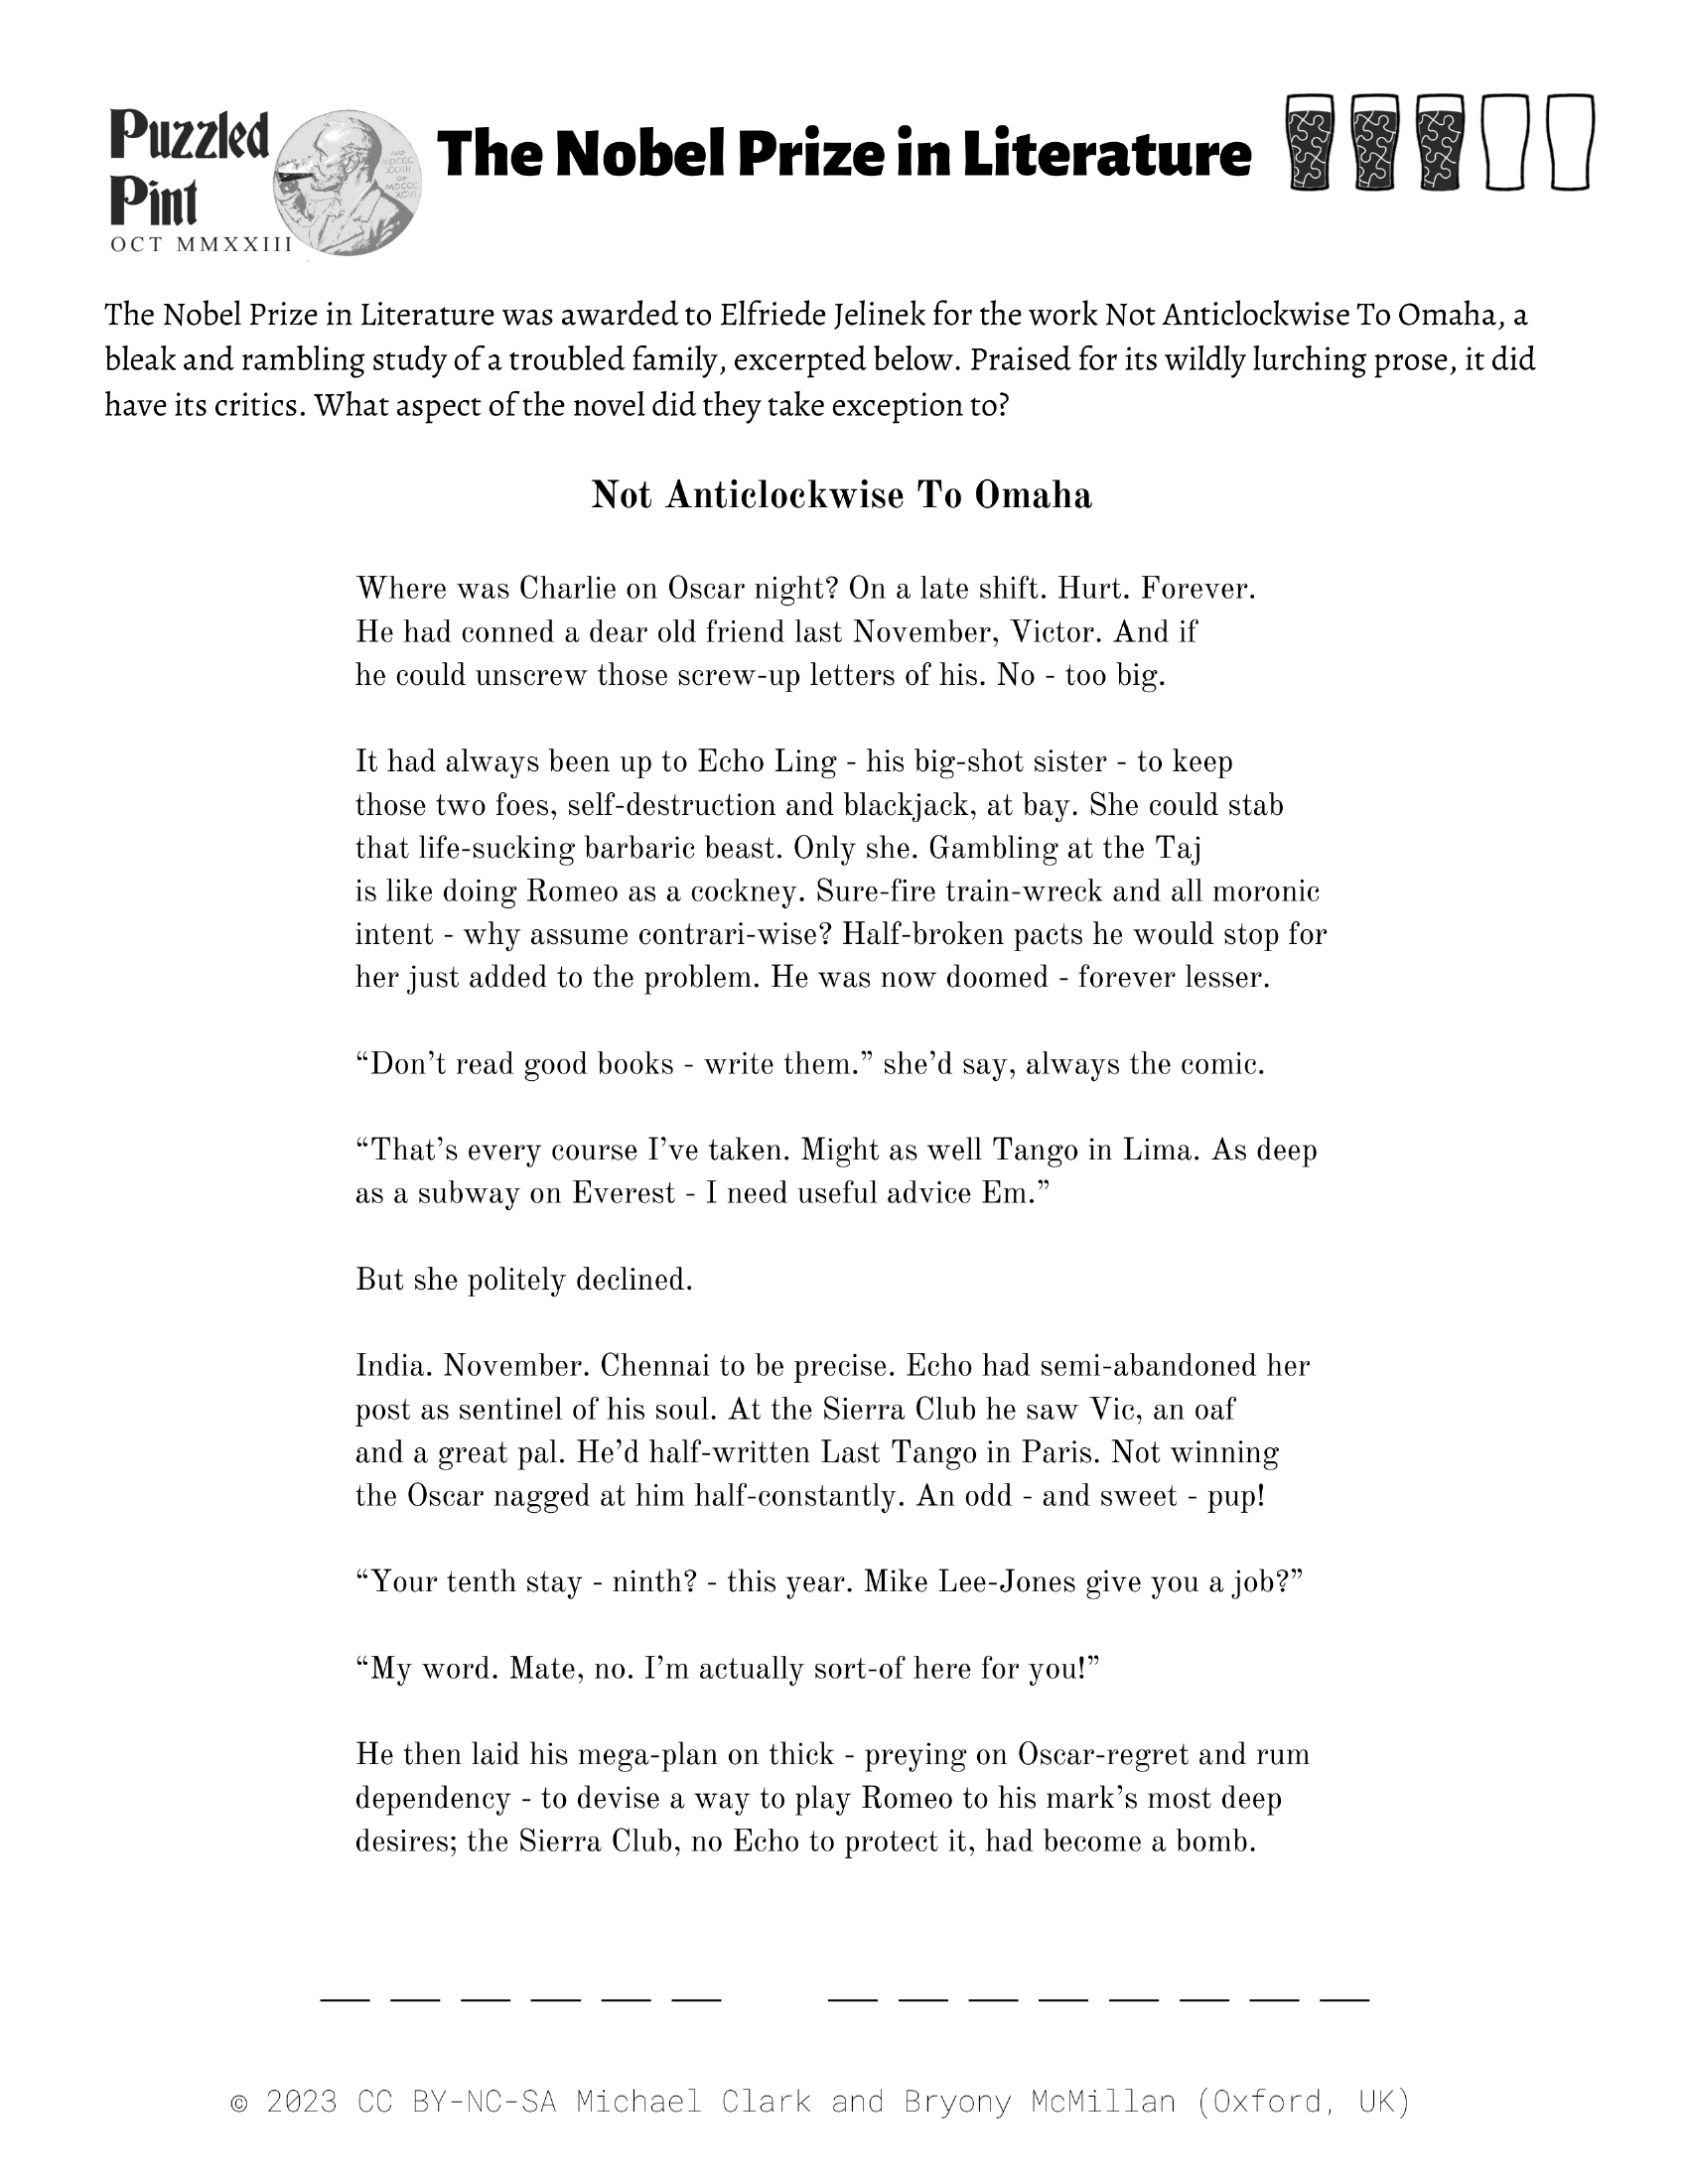 Puzzled
Pint
OCT MMXXIII
NAT
MDCCC
XXXIII
OB
MDCCC
XCVI
The Nobel Prize in Literature
The Nobel Prize in Literature was awarded to Elfriede Jelinek for the work Not Anticlockwise To Omaha, a
bleak and rambling study of a troubled family, excerpted below. Praised for its wildly lurching prose, it did
have its critics. What aspect of the novel did they take exception to?
Not Anticlockwise To Omaha
Where was Charlie on Oscar night? On a late shift. Hurt. Forever.
He had conned a dear old friend last November, Victor. And if
he could unscrew those screw-up letters of his. No - too big.
It had always been up to Echo Ling - his big-shot sister - to keep
those two foes, self-destruction and blackjack, at bay. She could stab
that life-sucking barbaric beast. Only she. Gambling at the Taj
is like doing Romeo as a cockney. Sure-fire train-wreck and all moronic
intent - why assume contrari-wise? Half-broken pacts he would stop for
her just added to the problem. He was now doomed - forever lesser.
“Don’t read good books - write them.” she’d say, always the comic.
“That’s every course I’ve taken. Might as well Tango in Lima. As deep
as a subway on Everest - I need useful advice Em.”
But she politely declined.
India. November. Chennai to be precise. Echo had semi-abandoned her
post as sentinel of his soul. At the Sierra Club he saw Vic, an oaf
and a great pal. He’d half-written Last Tango in Paris. Not winning
the Oscar nagged at him half-constantly. An odd - and sweet - pup!
“Your tenth stay - ninth? - this year. Mike Lee-Jones give you a job?”
“My word. Mate, no. I’m actually sort-of here for you!”
He then laid his mega-plan on thick - preying on Oscar-regret and rum
dependency - to devise a way to play Romeo to his mark’s most deep
desires; the Sierra Club, no Echo to protect it, had become a bomb.
© 2023 CC BY-NC-SA Michael Clark and Bryony McMillan (Oxford, UK)